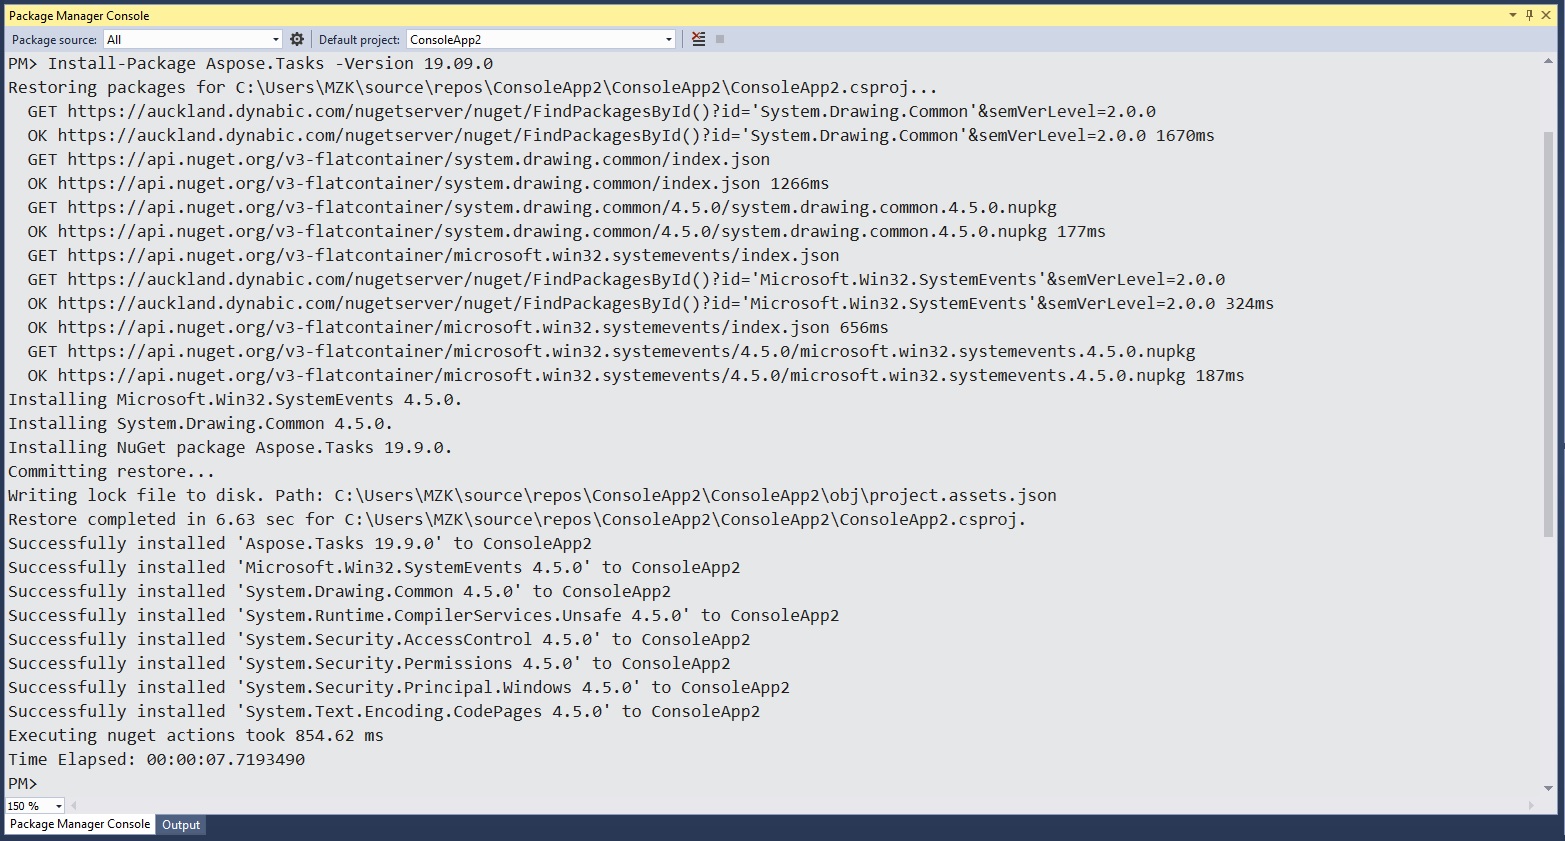 Package Manager Console
Package source: All Default project: ConsoleApp2
PM> Install-Package Aspose.Tasks -Version 19.09.0
Restoring packages for C:\Users\MZK\source\repos\ConsoleApp2\ConsoleApp2\ConsoleApp2.csproj...
GET https://auckland.dynabic.com/nugetserver/nuget/FindPackagesById()?id='System.Drawing.Common'&semVerLevel=2.0.0
OK https://auckland.dynabic.com/nugetserver/nuget/FindPackagesById()?id='System.Drawing.Common'&semVerLevel=2.0.0 1670ms
GET https://api.nuget.org/v3-flatcontainer/system.drawing.common/index.json
OK https://api.nuget.org/v3-flatcontainer/system.drawing.common/index.json 1266ms
GET https://api.nuget.org/v3-flatcontainer/system.drawing.common/4.5.0/system.drawing.common.4.5.0.nupkg
OK https://api.nuget.org/v3-flatcontainer/system.drawing.common/4.5.0/system.drawing.common.4.5.0.nupkg 177ms
GET https://api.nuget.org/v3-flatcontainer/microsoft.win32.systemevents/index.json
GET https://auckland.dynabic.com/nugetserver/nuget/FindPackagesById()?id='Microsoft.Win32.SystemEvents'&semVerLevel=2.0.0
OK https://auckland.dynabic.com/nugetserver/nuget/FindPackagesById()?id='Microsoft.Win32.SystemEvents'&semVerLevel=2.0.0 324ms
OK https://api.nuget.org/v3-flatcontainer/microsoft.win32.systemevents/index.json 656ms
GET https://api.nuget.org/v3-flatcontainer/microsoft.win32.systemevents/4.5.0/microsoft.win32.systemevents.4.5.0.nupkg
OK https://api.nuget.org/v3-flatcontainer/microsoft.win32.systemevents/4.5.0/microsoft.win32.systemevents.4.5.0.nupkg 187ms
Installing Microsoft.Win32.SystemEvents 4.5.0.
Installing System.Drawing.Common 4.5.0.
Installing NuGet package Aspose.Tasks 19.9.0.
Committing restore...
Writing lock file to disk. Path: C:\Users\MZK\source\repos\ConsoleApp2\ConsoleApp2\obj\project.assets.json
Restore completed in 6.63 sec for C:\Users\MZK\source\repos\ConsoleApp2\ConsoleApp2\ConsoleApp2.csproj.
Successfully installed 'Aspose.Tasks 19.9.0' to ConsoleApp2
Successfully installed 'Microsoft.Win32.SystemEvents 4.5.0' to ConsoleApp2
Successfully installed 'System.Drawing.Common 4.5.0' to ConsoleApp2
Successfully installed 'System.Runtime.CompilerServices.Unsafe 4.5.0' to ConsoleApp2
Successfully installed 'System.Security.AccessControl 4.5.0' to ConsoleApp2
Successfully installed 'System.Security.Permissions 4.5.0' to ConsoleApp2
Successfully installed 'System.Security.Principal.Windows 4.5.0' to ConsoleApp2
Successfully installed 'System.Text.Encoding.CodePages 4.5.0' to ConsoleApp2
Executing nuget actions took 854.62 ms
Time Elapsed: 00:00:07.7193490
PM>
150 %
Package Manager Console Output